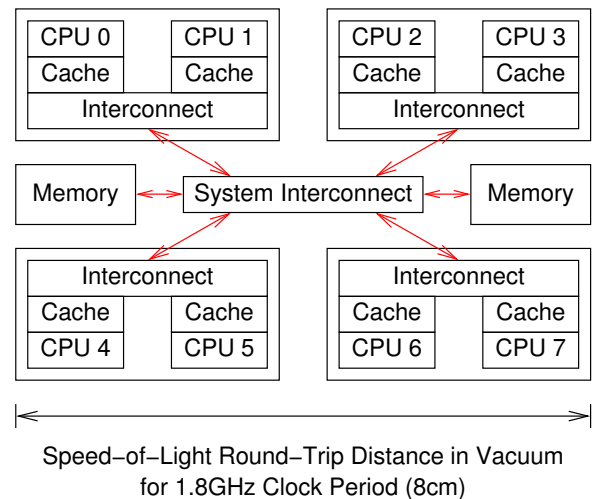 CPU 0 CPU 1 CPU 2 CPU 3
Cache Cache Cache Cache
Interconnect Interconnect
Memory System Interconnect Memory
Interconnect Interconnect
Cache Cache Cache Cache
CPU 4 CPU 5 CPU 6 CPU 7
Speed−of−Light Round−Trip Distance in Vacuum
for 1.8GHz Clock Period (8cm)